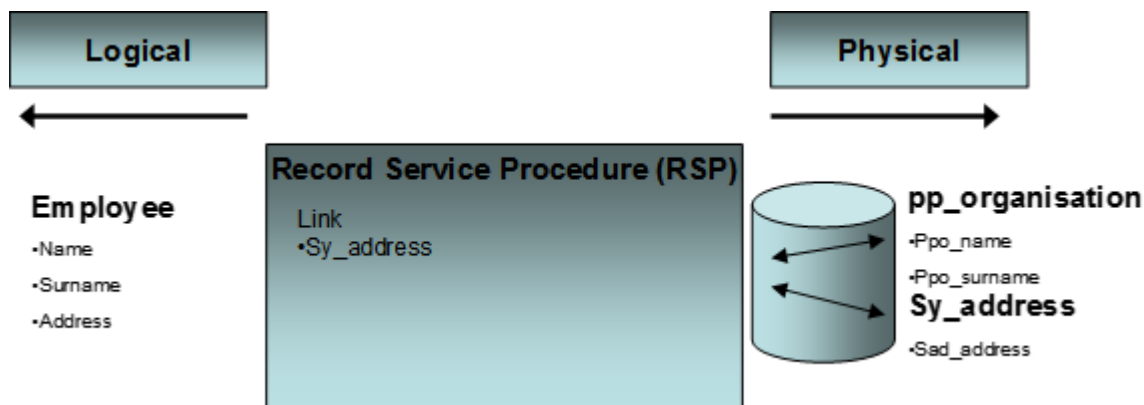 Logical
Physical
Record Service Procedure (RSP)
Link
•Sy_address
Employee
•Name
•Surname
•Address
pp_organisation
•Ppo_name
•Ppo_surname
Sy_address
•Sad_address